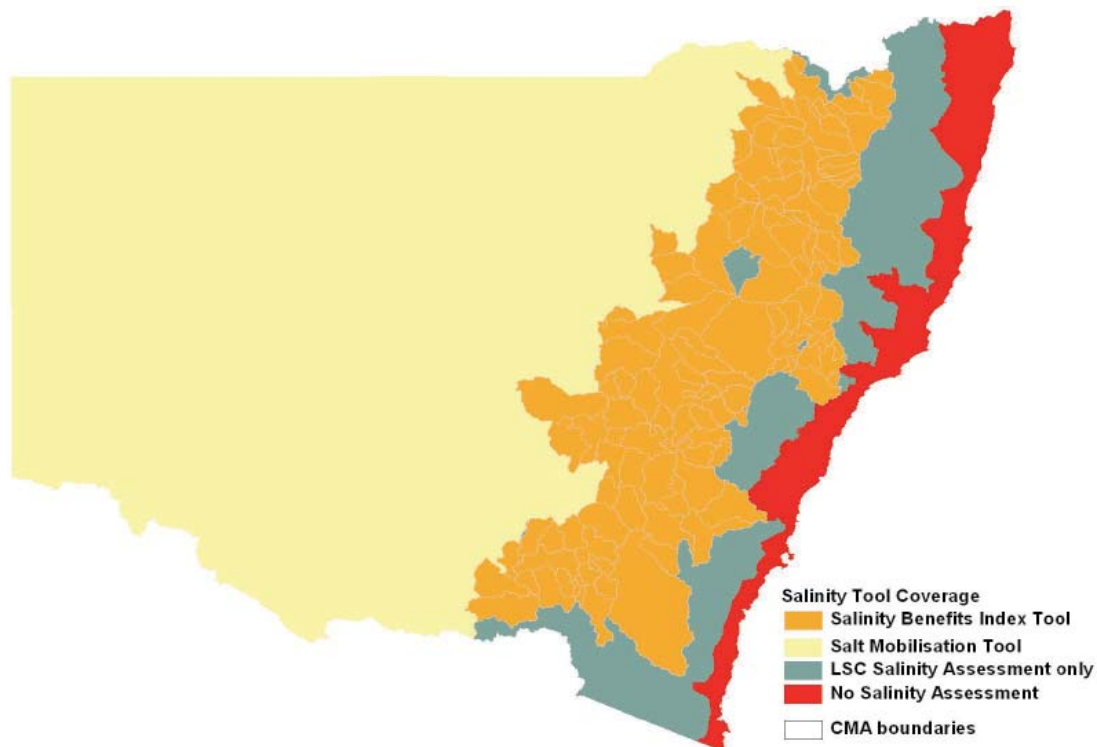 Salinity Tool Coverage
Salinity Benefits Index Tool
Salt Mobilisation Tool
LSC Salinity Assessment only
No Salinity Assessment
CMA boundaries